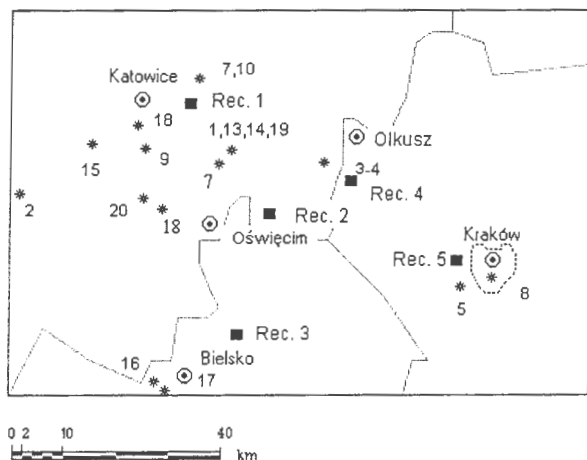 7,10
Katowice
Rec. 1
18
1,13,14,19
Olkusz
15
9
7
3-4
Rec. 4
2
20
18
Rec. 2
Oświęcim
Kraków
Rec. 5
5
8
Rec. 3
16
Bielsko
17
0 2 10 40
km